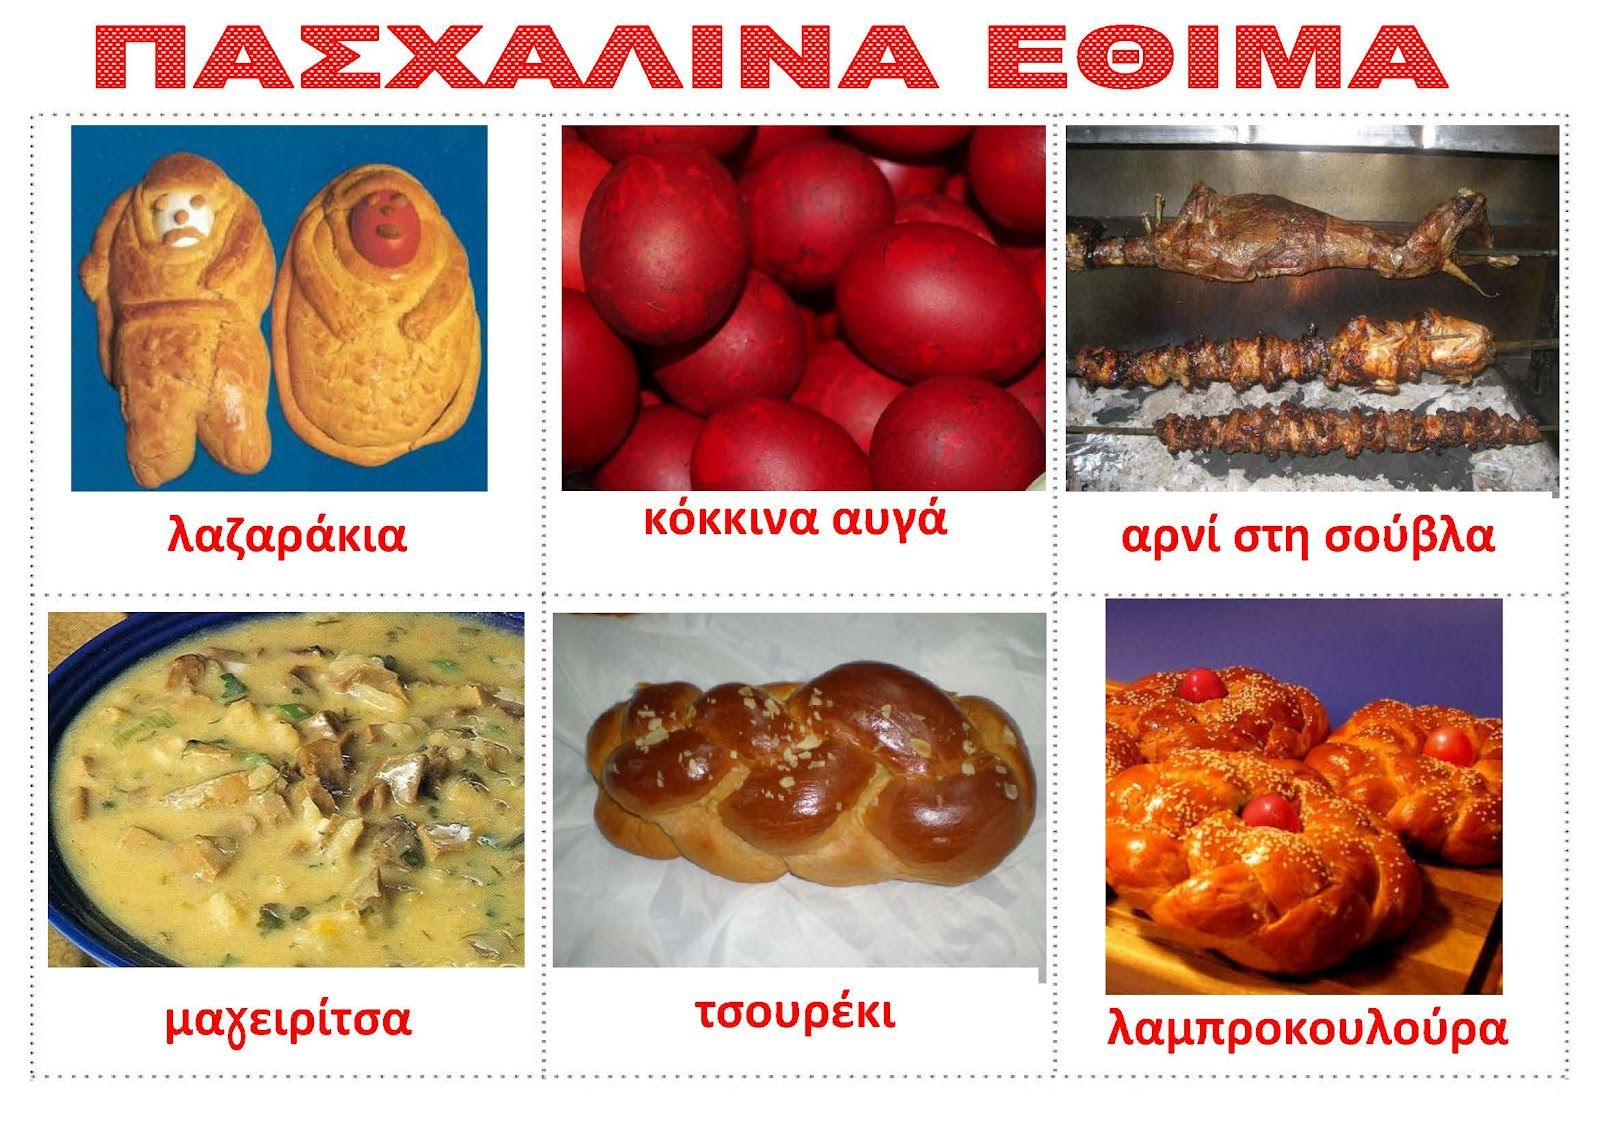 ΠΑΣΧΑΛΙΝΑ ΕΘΙΜΑ
λαζαράκια
κόκκινα αυγά
αρνί στη σούβλα
μαγειρίτσα
τσουρέκι
λαμπροκουλούρα